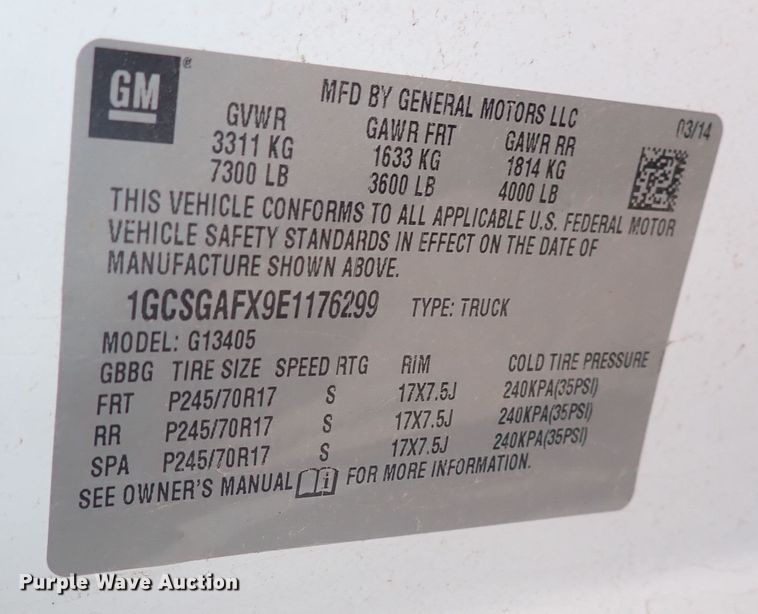 GM®
MFD BY GENERAL MOTORS LLC
03/14
GVWR GAWR FRT GAWR RR
3311 KG 1633 KG 1814 KG
7300 LB 3600 LB 4000 LB
THIS VEHICLE CONFORMS TO ALL APPLICABLE U.S. FEDERAL MOTOR
VEHICLE SAFETY STANDARDS IN EFFECT ON THE DATE OF
MANUFACTURE SHOWN ABOVE.
1GCSGAFX9E1176299 TYPE: TRUCK
MODEL: G13405
GBBG TIRE SIZE SPEED RTG RIM COLD TIRE PRESSURE
FRT P245/70R17 S 17X7.5J 240KPA(35PSI)
RR P245/70R17 S 17X7.5J 240KPA(35PSI)
SPA P245/70R17 S 17X7.5J 240KPA(35PSI)
SEE OWNER'S MANUAL i FOR MORE INFORMATION.
Purple Wave Auction